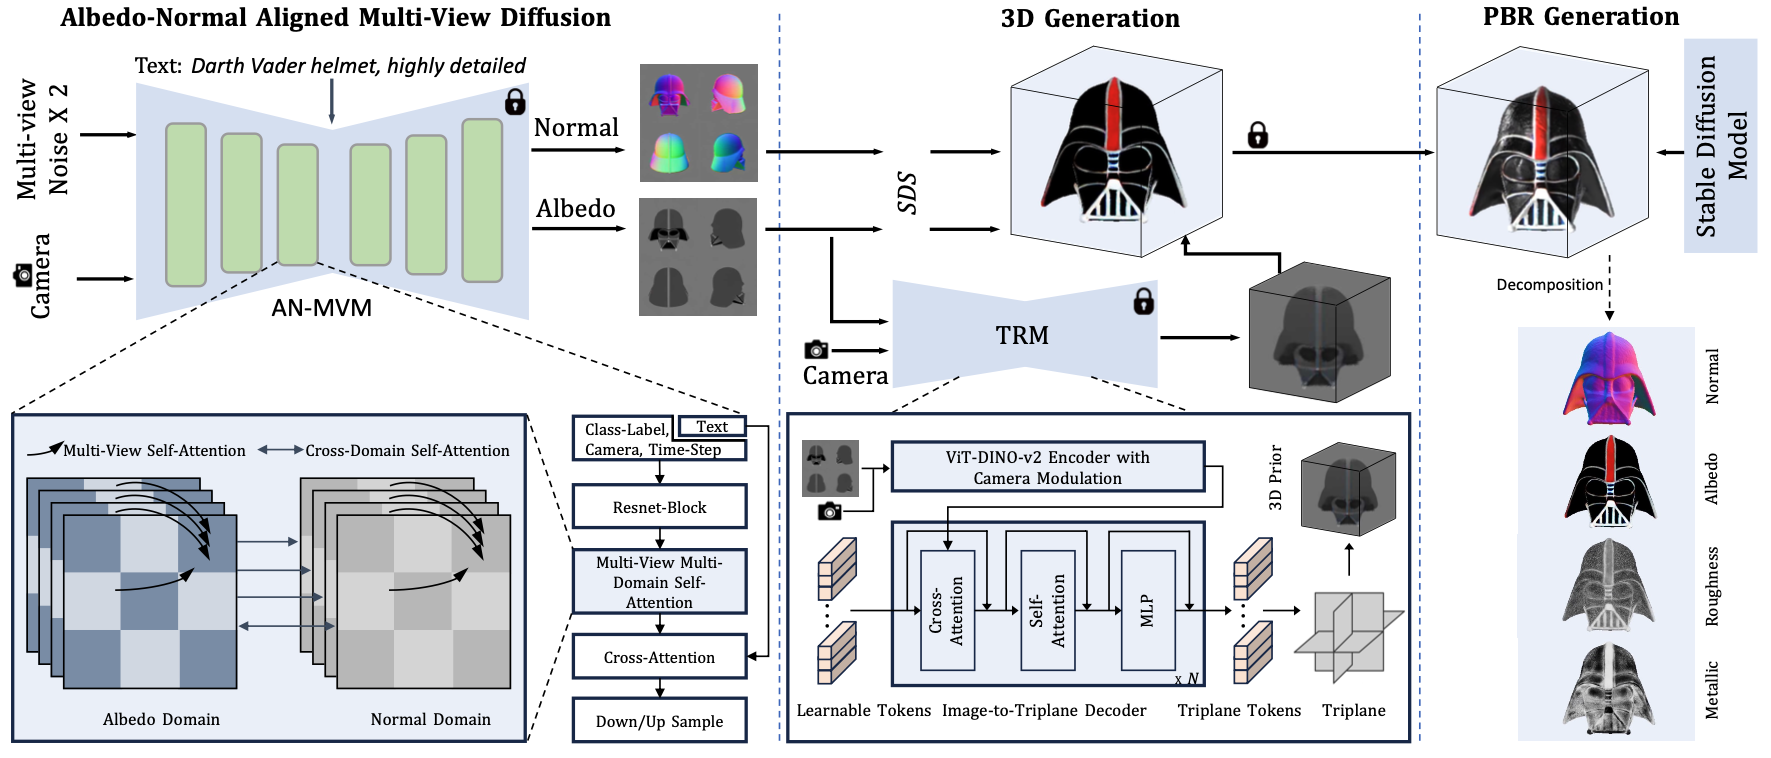 Albedo-Normal Aligned Multi-View Diffusion
Text: Darth Vader helmet, highly detailed
Multi-view
Noise X 2
Camera
AN-MVM
Normal
Albedo
Multi-View Self-Attention
Cross-Domain Self-Attention
Albedo Domain
Normal Domain
Class-Label,
Camera, Time-Step
Text
Resnet-Block
Multi-View Multi-
Domain Self-
Attention
Cross-Attention
Down/Up Sample
3D Generation
SDS
TRM
Camera
ViT-DINO-v2 Encoder with
Camera Modulation
3D Prior
Cross-
Attention
Self-
Attention
MLP
x N
Learnable Tokens
Image-to-Triplane Decoder
Triplane Tokens
Triplane
PBR Generation
Stable Diffusion
Model
Decomposition
Normal
Albedo
Roughness
Metallic